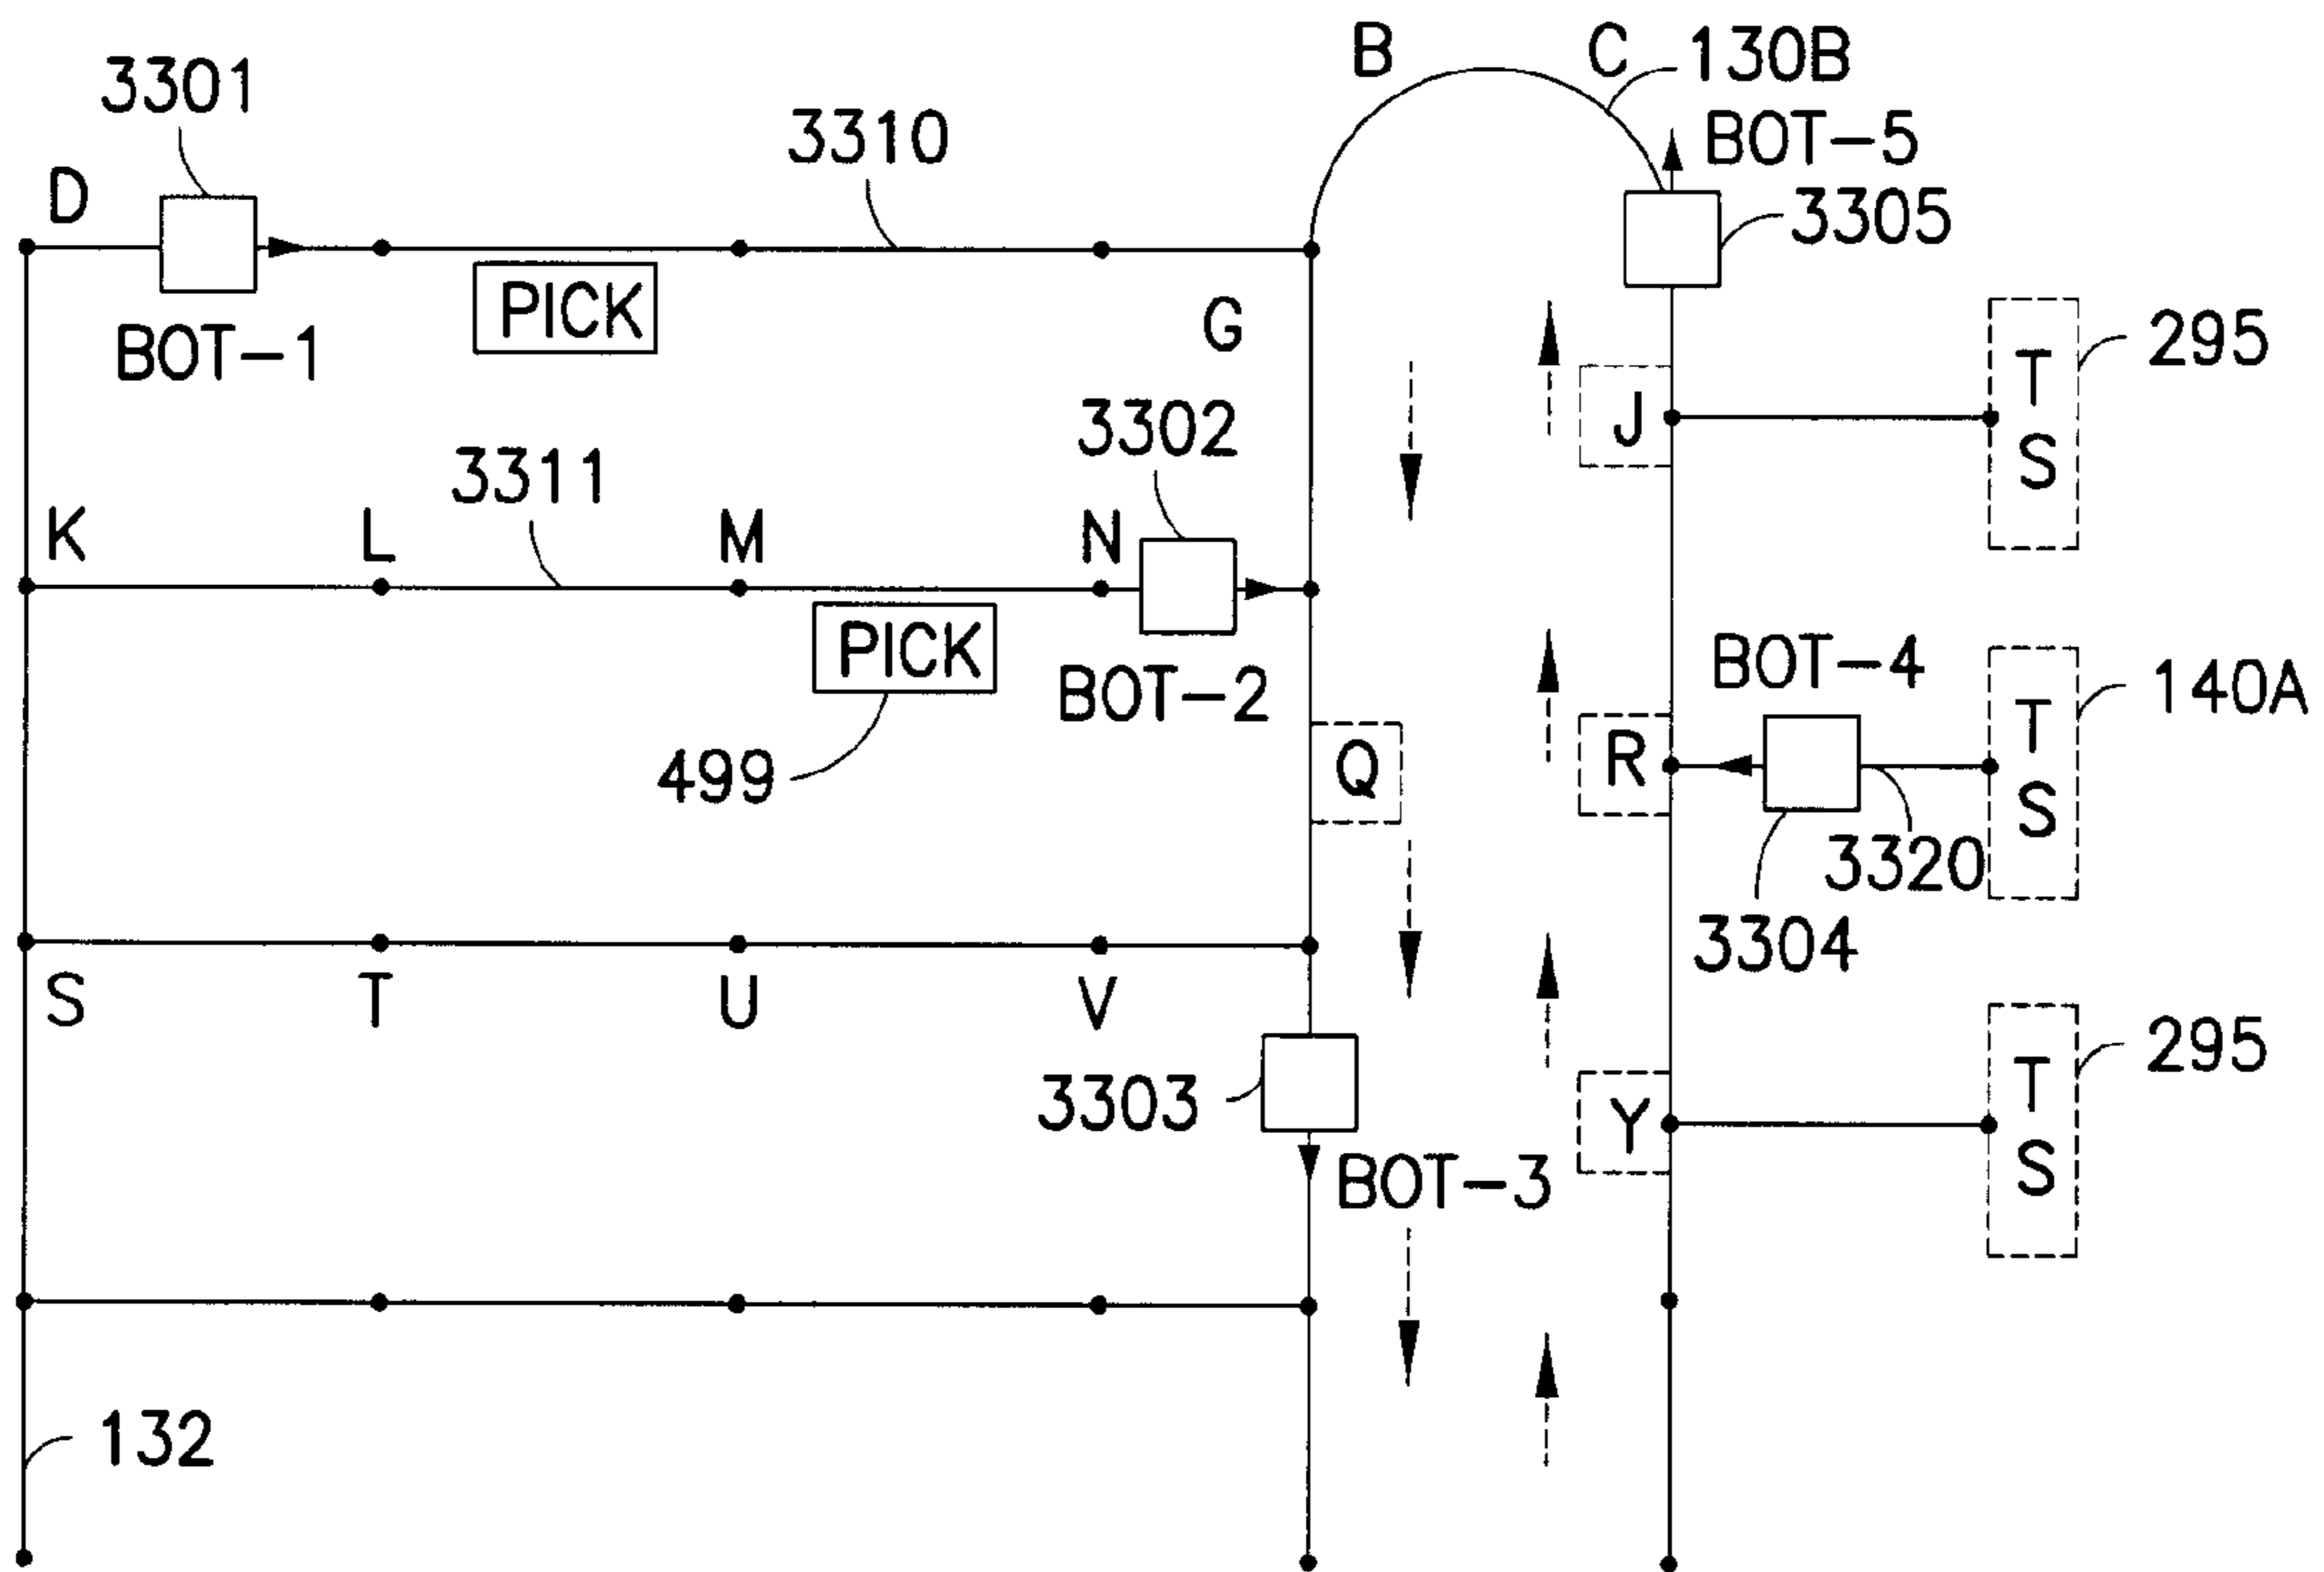 B C 130B
3301
3310
BOT-5
D
3305
PICK
G
BOT-1
295
T
S
J
3302
3311
K L M N
PICK
BOT-2
BOT-4
140A
T
S
499
Q
R
3320
3304
S T U V
295
T
S
3303
Y
BOT-3
132